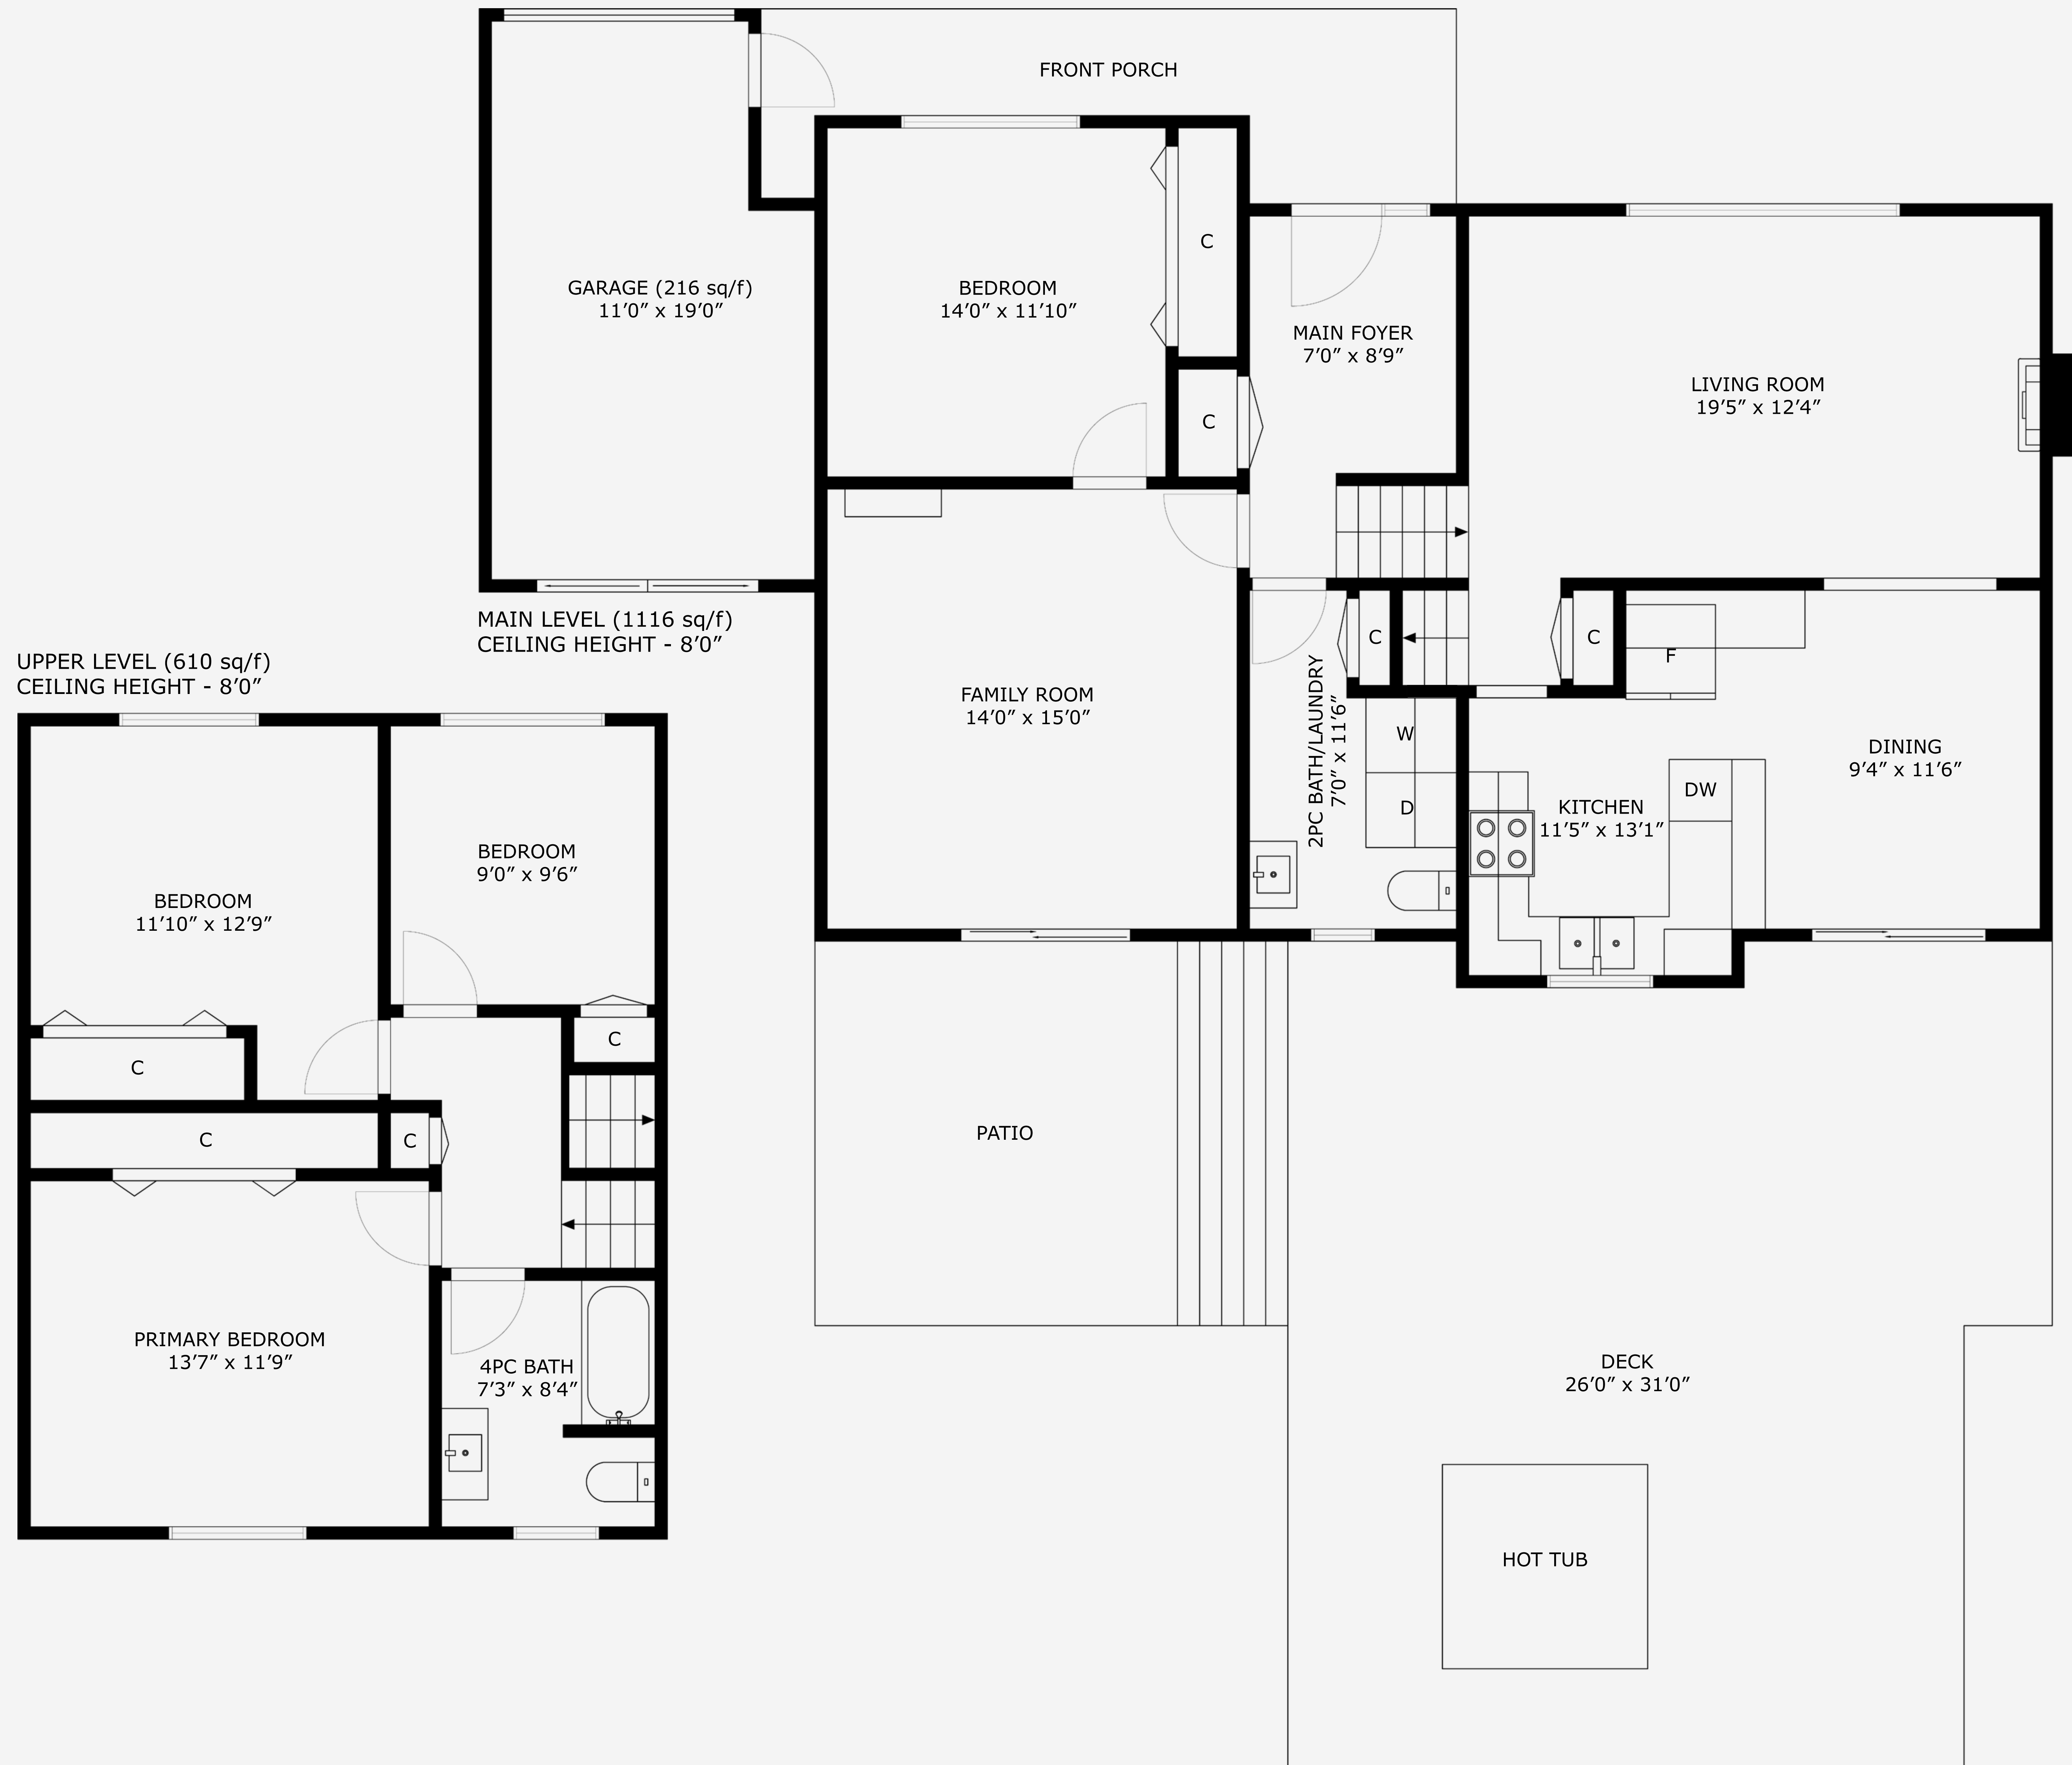 FRONT PORCH
GARAGE (216 sq/f)
11’0” x 19’0”
BEDROOM
14’0” x 11’10”
C
C
MAIN FOYER
7’0” x 8’9”
LIVING ROOM
19’5” x 12’4”
MAIN LEVEL (1116 sq/f)
CEILING HEIGHT - 8’0”
FAMILY ROOM
14’0” x 15’0”
2PC BATH/LAUNDRY
7’0” x 11’6”
C
C
W
D
F
DW
KITCHEN
11’5” x 13’1”
DINING
9’4” x 11’6”
PATIO
DECK
26’0” x 31’0”
HOT TUB
UPPER LEVEL (610 sq/f)
CEILING HEIGHT - 8’0”
BEDROOM
11’10” x 12’9”
BEDROOM
9’0” x 9’6”
C
C
C
C
PRIMARY BEDROOM
13’7” x 11’9”
4PC BATH
7’3” x 8’4”